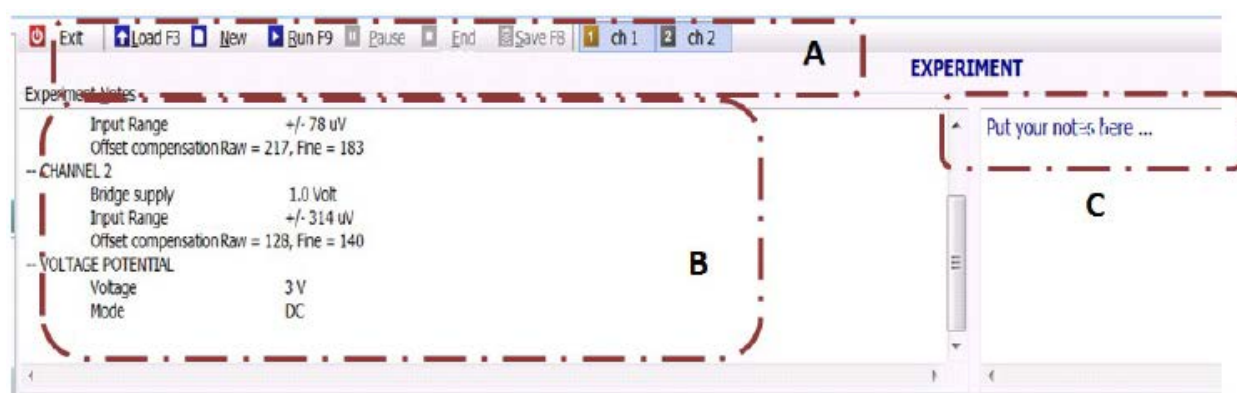 Exit Load F3 New Run F9 Pause End Save F8 1 ch 1 2 ch 2
A
EXPERIMENT
Experiment Notes
Input Range +/- 78 uV
Offset compensation Raw = 217, Fine = 183
-- CHANNEL 2
Bridge supply 1.0 Volt
Input Range +/- 314 uV
Offset compensation Raw = 128, Fine = 140
-- VOLTAGE POTENTIAL
Voltage 3 V
Mode DC
B
Put your notes here ...
C